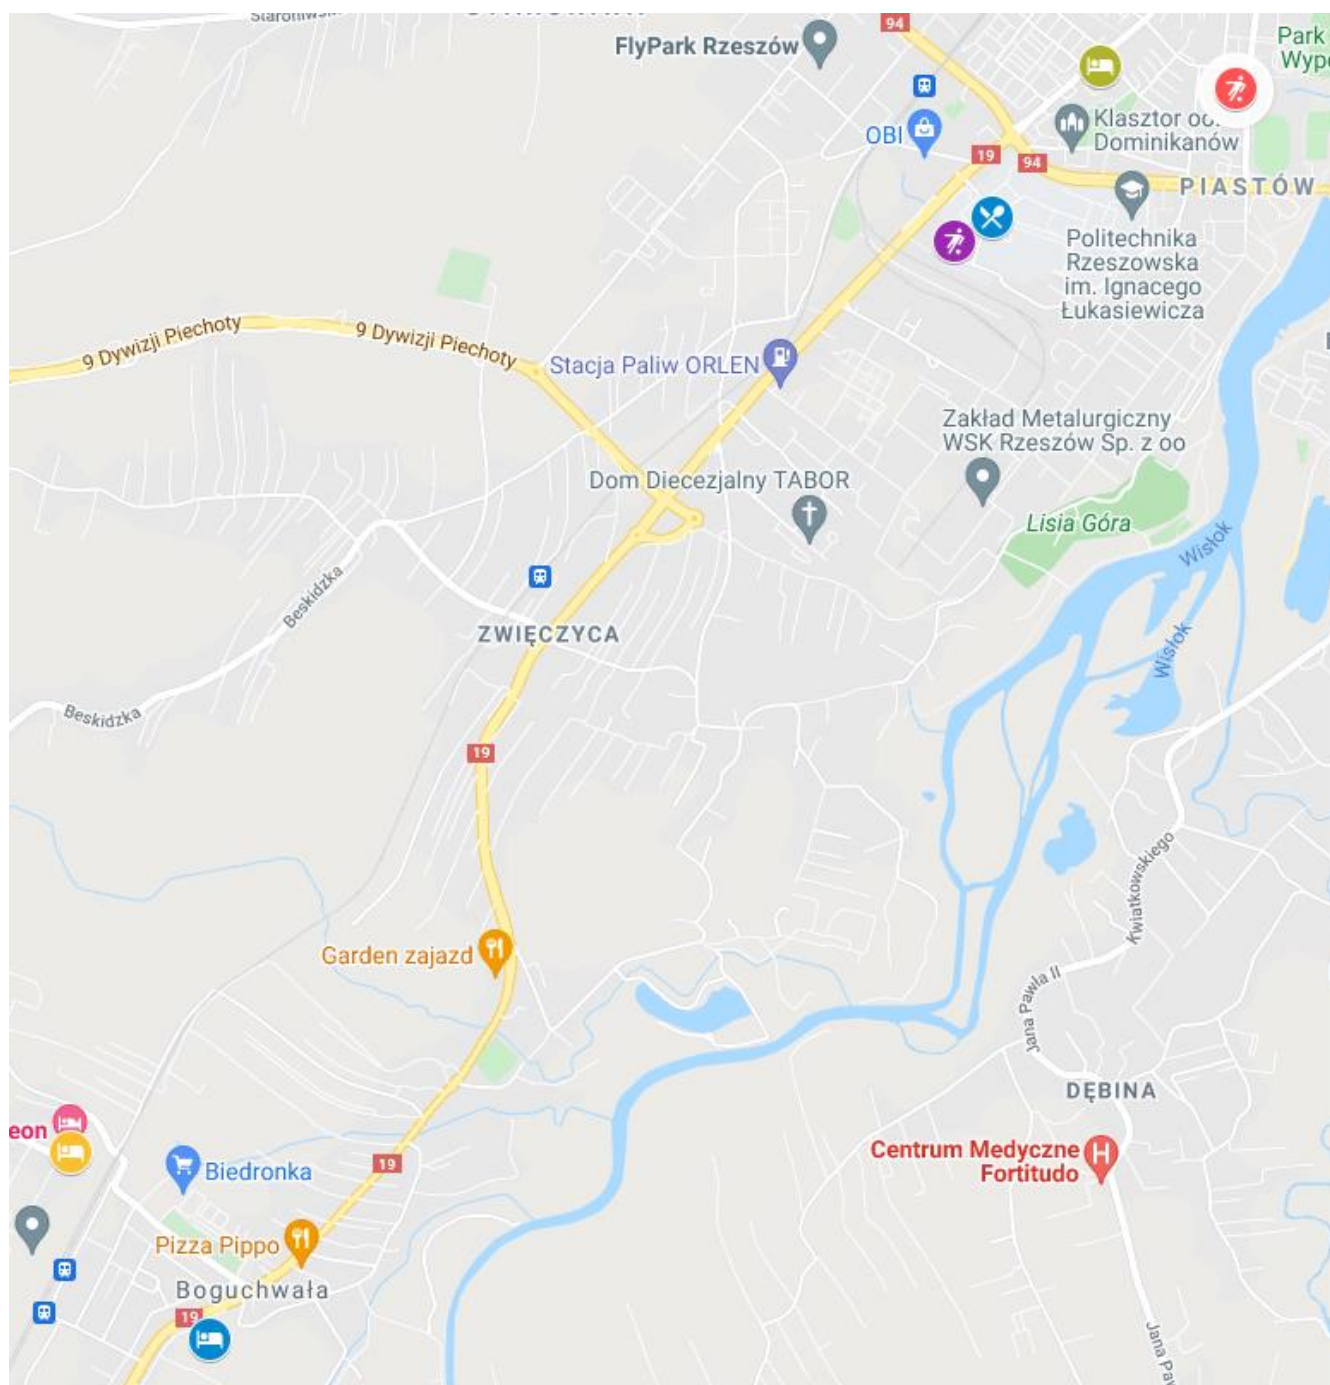 94
FlyPark Rzeszów
Park
Klasztor oo.
Dominikanów
OBI
19
94
PIASTÓW
Politechnika
Rzeszowska
im. Ignacego
Łukasiewicza
9 Dywizji Piechoty
9 Dywizji Piechoty
Stacja Paliw ORLEN
Zakład Metalurgiczny
WSK Rzeszów Sp. z oo
Dom Diecezjalny TABOR
Lisia Góra
Wisłok
Beskidzka
ZWIĘCZYCA
Wisłok
Beskidzka
19
Kwiatkowskiego
Garden zajazd
Jana Pawła II
DĘBINA
eon
Centrum Medyczne
Fortitudo
19
Biedronka
Pizza Pippo
Boguchwała
19
H
Jana Paw